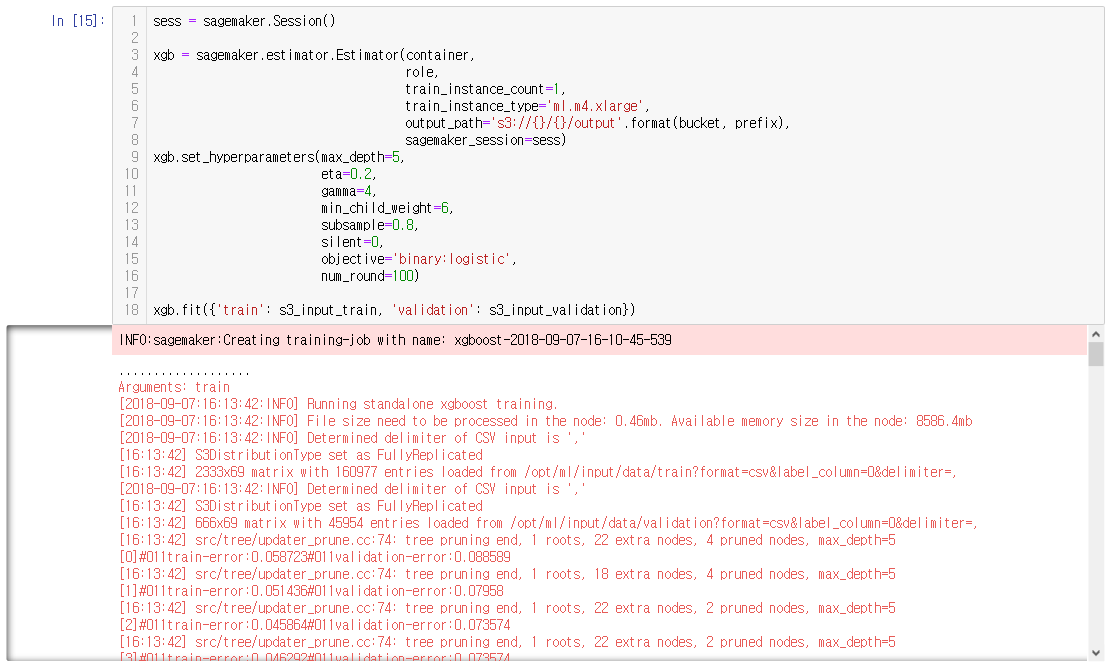 In [15]:
1 sess = sagemaker.Session()
2
3 xgb = sagemaker.estimator.Estimator(container,
4 role,
5 train_instance_count=1,
6 train_instance_type='ml.m4.xlarge',
7 output_path='s3://{}/{}/output'.format(bucket, prefix),
8 sagemaker_session=sess)
9 xgb.set_hyperparameters(max_depth=5,
10 eta=0.2,
11 gamma=4,
12 min_child_weight=6,
13 subsample=0.8,
14 silent=0,
15 objective='binary:logistic',
16 num_round=100)
17
18 xgb.fit({'train': s3_input_train, 'validation': s3_input_validation})
INFO:sagemaker:Creating training-job with name: xgboost-2018-09-07-16-10-45-539
...................
Arguments: train
[2018-09-07:16:13:42:INFO] Running standalone xgboost training.
[2018-09-07:16:13:42:INFO] File size need to be processed in the node: 0.46mb. Available memory size in the node: 8586.4mb
[2018-09-07:16:13:42:INFO] Determined delimiter of CSV input is ','
[16:13:42] S3DistributionType set as FullyReplicated
[16:13:42] 2333x69 matrix with 160977 entries loaded from /opt/ml/input/data/train?format=csv&label_column=0&delimiter=,
[2018-09-07:16:13:42:INFO] Determined delimiter of CSV input is ','
[16:13:42] S3DistributionType set as FullyReplicated
[16:13:42] 666x69 matrix with 45954 entries loaded from /opt/ml/input/data/validation?format=csv&label_column=0&delimiter=,
[16:13:42] src/tree/updater_prune.cc:74: tree pruning end, 1 roots, 22 extra nodes, 4 pruned nodes, max_depth=5
[0]#011train-error:0.058723#011validation-error:0.088589
[16:13:42] src/tree/updater_prune.cc:74: tree pruning end, 1 roots, 18 extra nodes, 4 pruned nodes, max_depth=5
[1]#011train-error:0.051436#011validation-error:0.07958
[16:13:42] src/tree/updater_prune.cc:74: tree pruning end, 1 roots, 22 extra nodes, 2 pruned nodes, max_depth=5
[2]#011train-error:0.045864#011validation-error:0.073574
[16:13:42] src/tree/updater_prune.cc:74: tree pruning end, 1 roots, 22 extra nodes, 2 pruned nodes, max_depth=5
[3]#011train-error:0.046292#011validation-error:0.073574